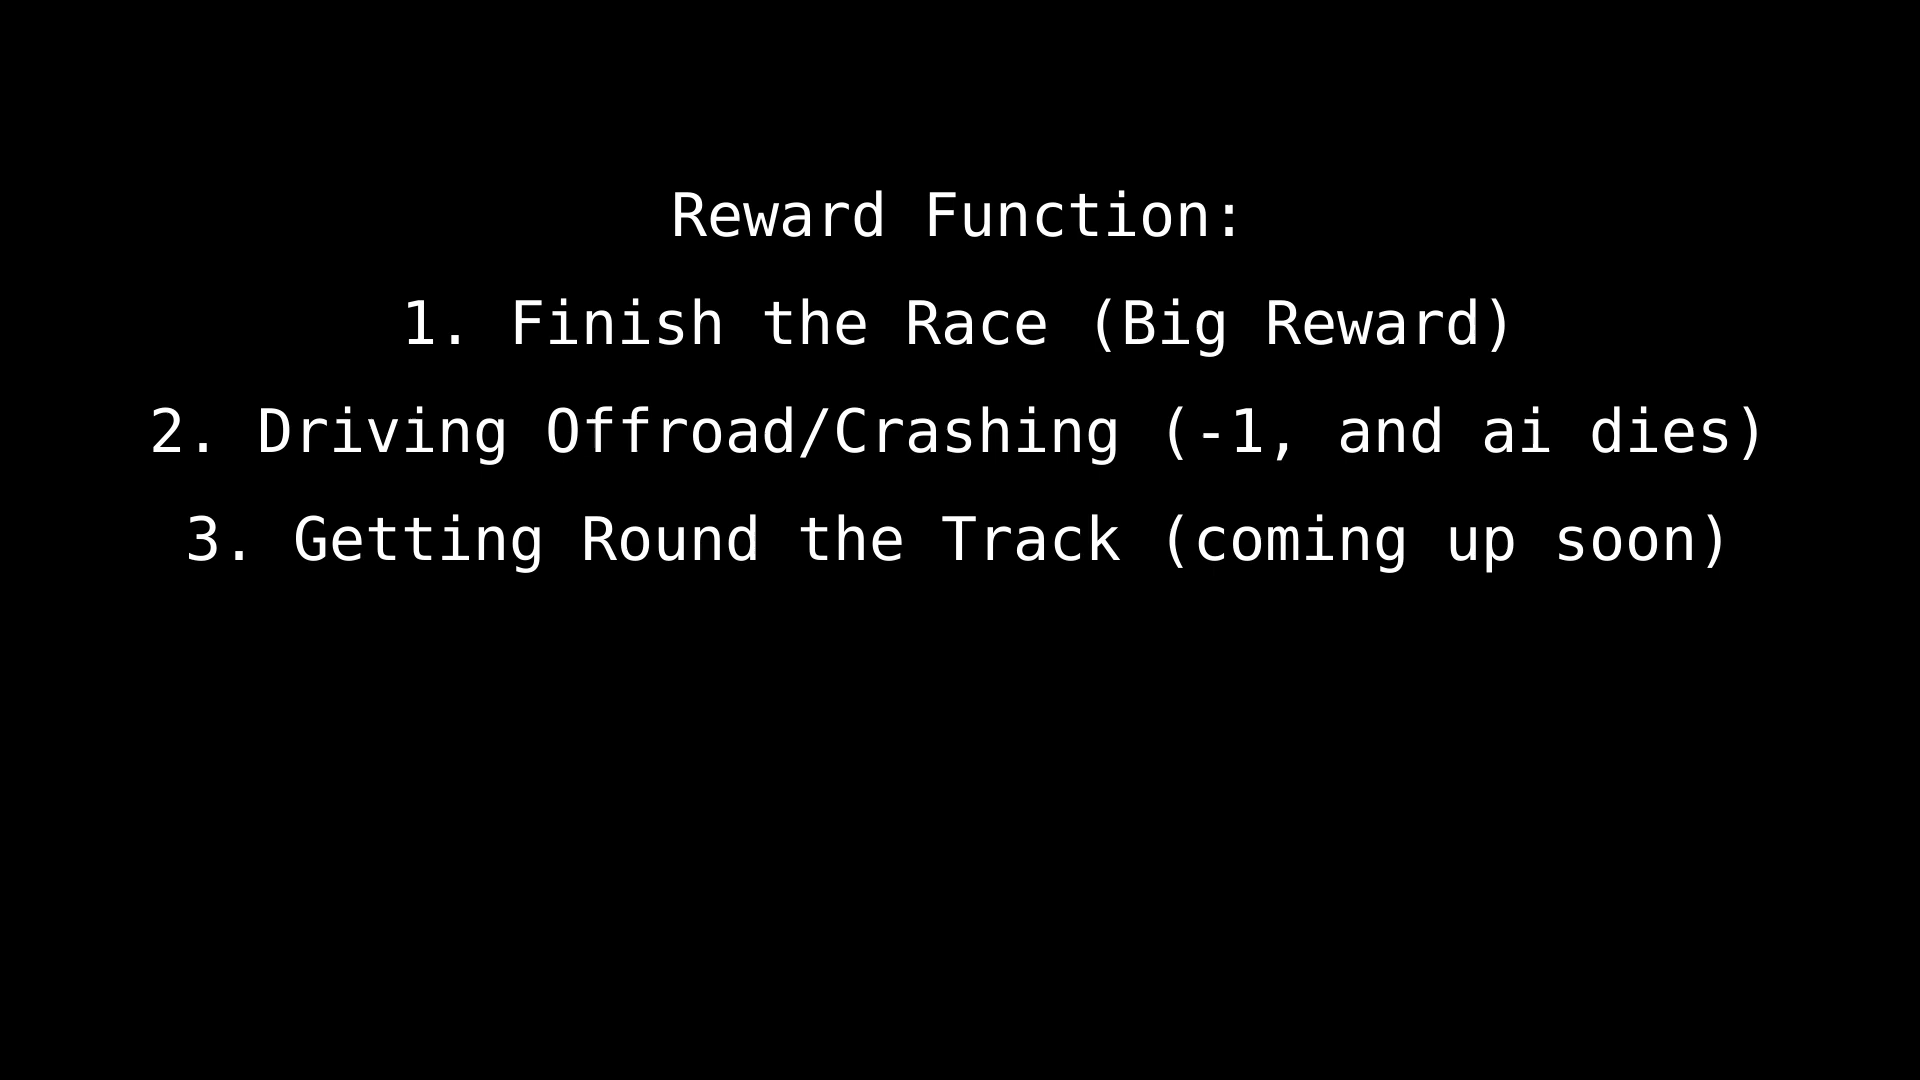 Reward Function:
1. Finish the Race (Big Reward)
2. Driving Offroad/Crashing (-1, and ai dies)
3. Getting Round the Track (coming up soon)